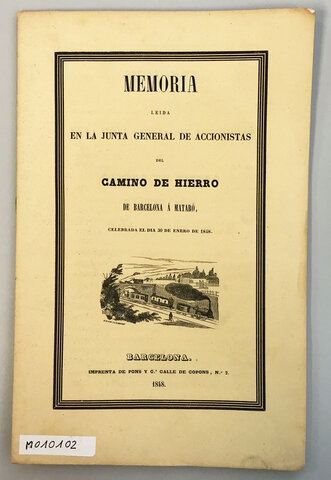 MEMORIA
LEIDA
EN LA JUNTA GENERAL DE ACCIONISTAS
DEL
CAMINO DE HIERRO
DE BARCELONA Á MATARÓ,
CELEBRADA EL DIA 30 DE ENERO DE 1848.
BARCELONA.
IMPRENTA DE PONS Y C.ª CALLE DE COPONS, N.º 2.
1848.
M010102